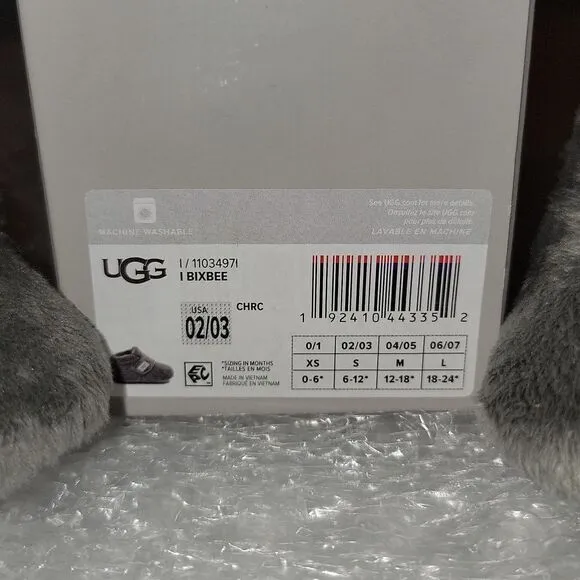 MACHINE WASHABLE
See UGG.com for more details.
Consultez le site UGG.com
pour plus de détails.
LAVABLE EN MACHINE
UGG
I / 1103497I
I BIXBEE
USA
02/03
CHRC
1 92410 44335 2
0/1 02/03 04/05 06/07
XS S M L
0-6* 6-12* 12-18* 18-24*
*SIZING IN MONTHS
*TAILLES EN MOIS
MADE IN VIETNAM
FABRIQUÉ EN VIETNAM